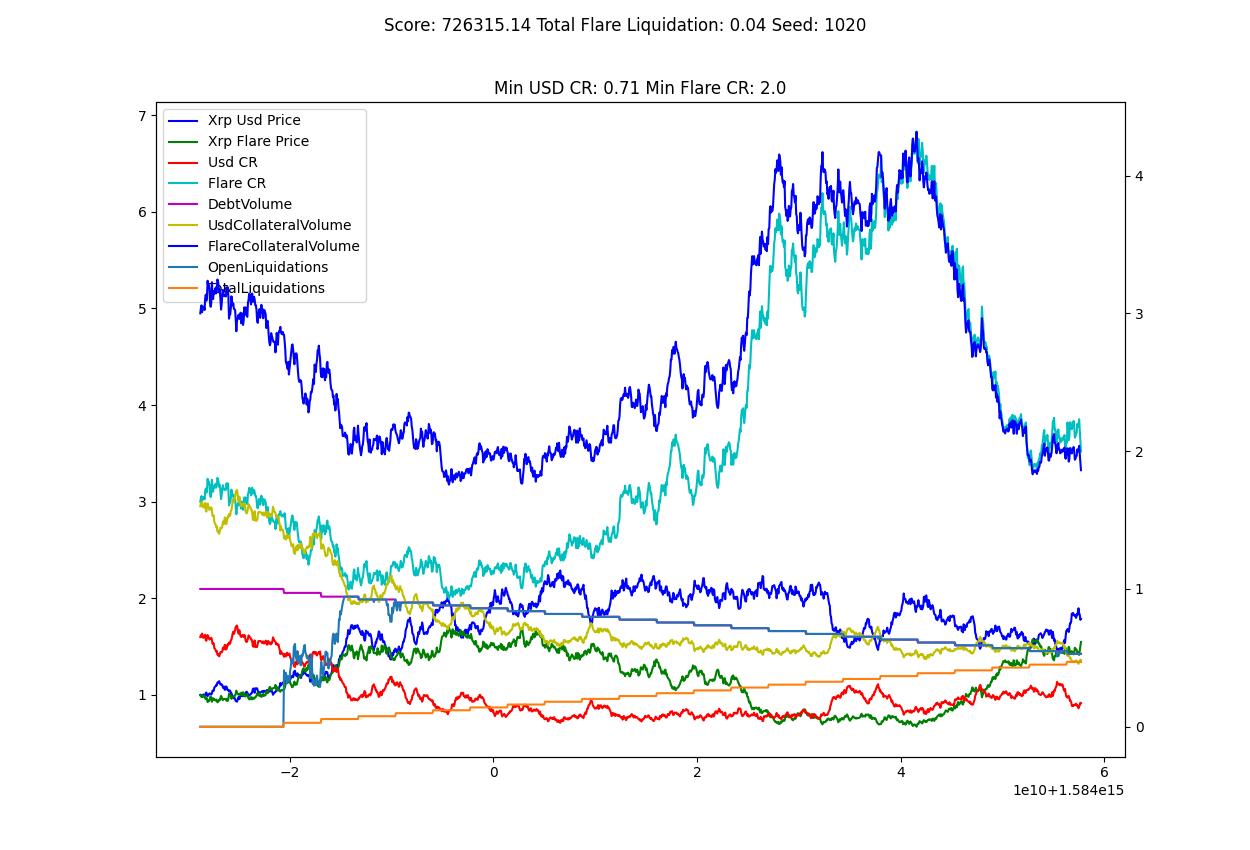 Score: 726315.14 Total Flare Liquidation: 0.04 Seed: 1020
Min USD CR: 0.71 Min Flare CR: 2.0
Xrp Usd Price
Xrp Flare Price
Usd CR
Flare CR
DebtVolume
UsdCollateralVolume
FlareCollateralVolume
OpenLiquidations
TotalLiquidations
7
6
5
4
3
2
1
4
3
2
1
0
−2
0
2
4
6
1e10+1.584e15